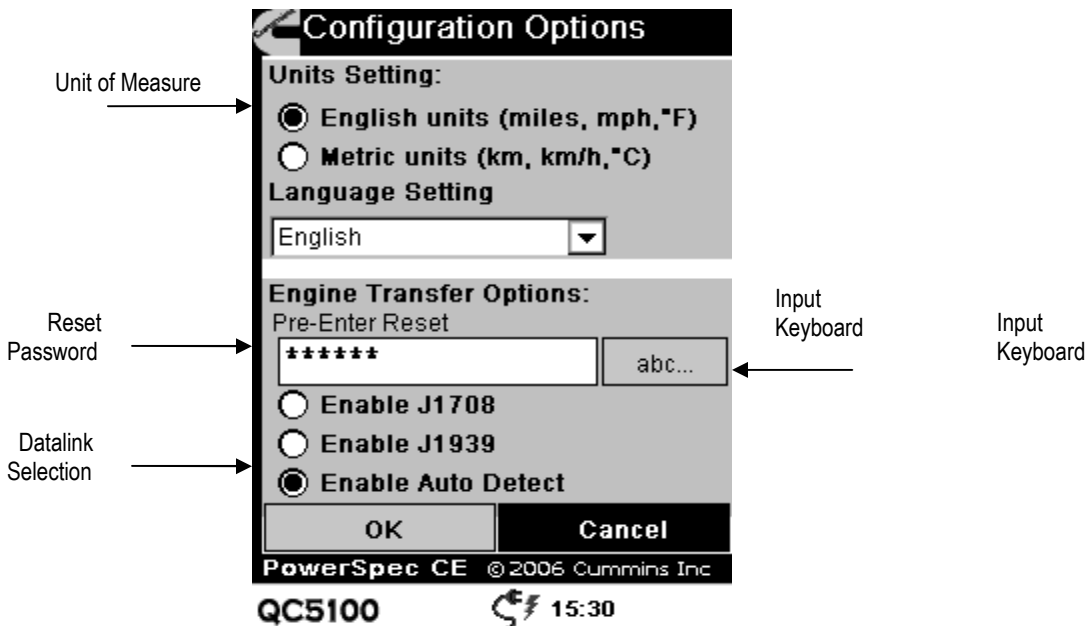 Configuration Options
Unit of Measure
Units Setting:
English units (miles, mph,°F)
Metric units (km, km/h,°C)
Language Setting
English
Engine Transfer Options:
Pre-Enter Reset
Reset
Password
******
abc...
Input
Keyboard
Input
Keyboard
Enable J1708
Enable J1939
Datalink
Selection
Enable Auto Detect
OK
Cancel
PowerSpec CE © 2006 Cummins Inc
QC5100
15:30